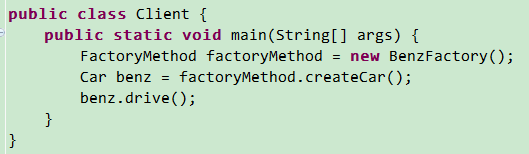 public class Client {
    public static void main(String[] args) {
        FactoryMethod factoryMethod = new BenzFactory();
        Car benz = factoryMethod.createCar();
        benz.drive();
    }
}